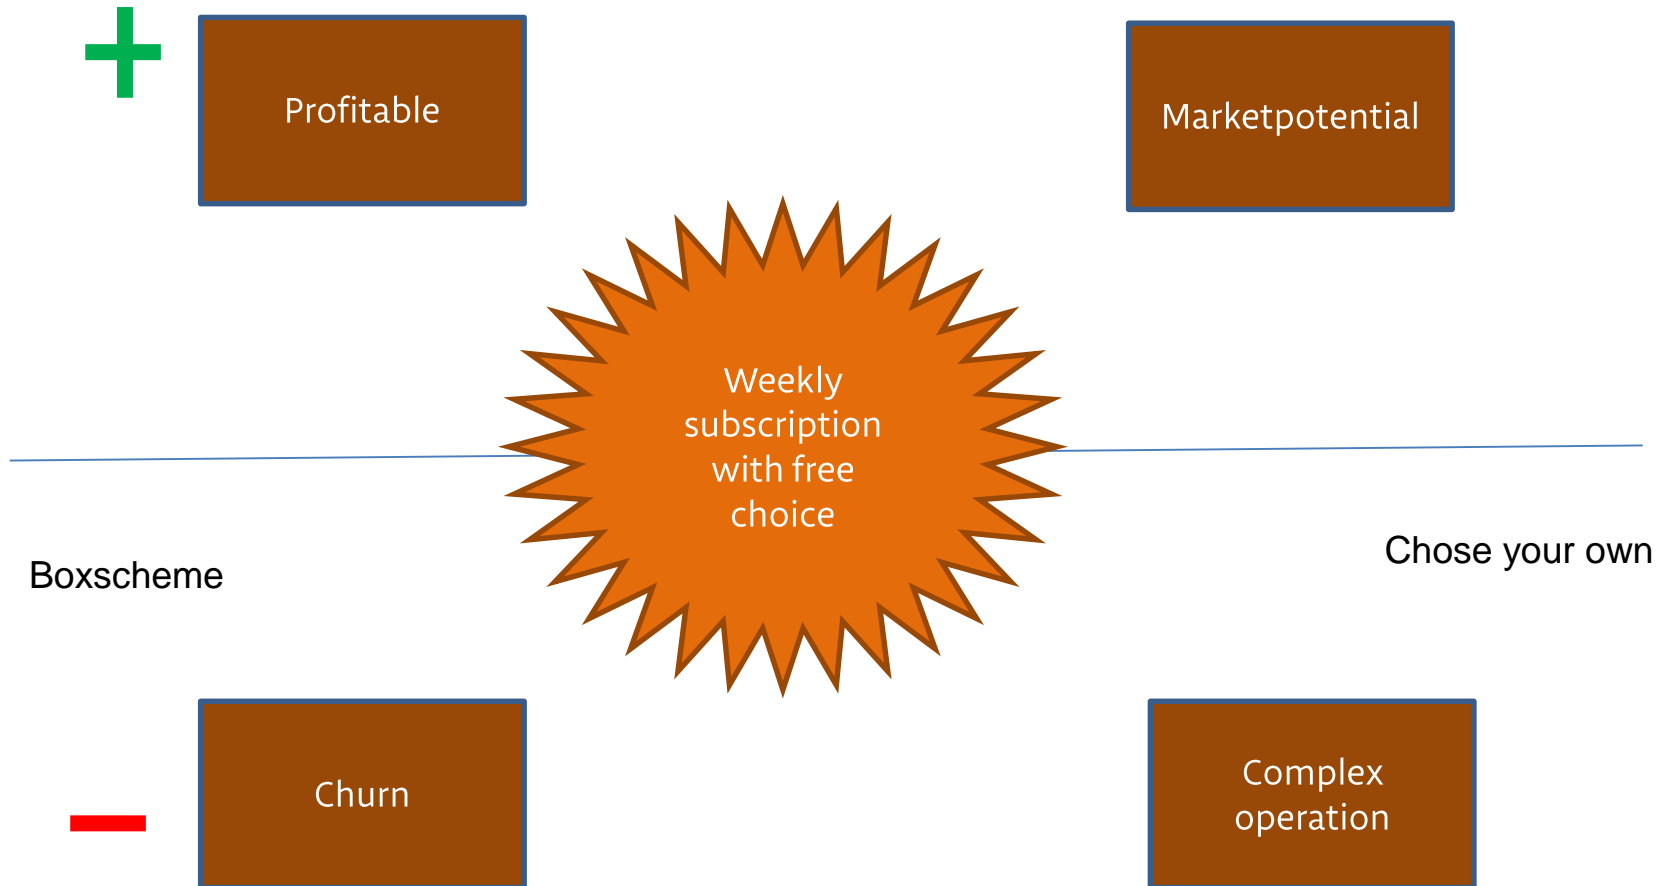 Profitable
Marketpotential
Weekly
subscription
with free
choice
Boxscheme
Chose your own
Churn
Complex
operation